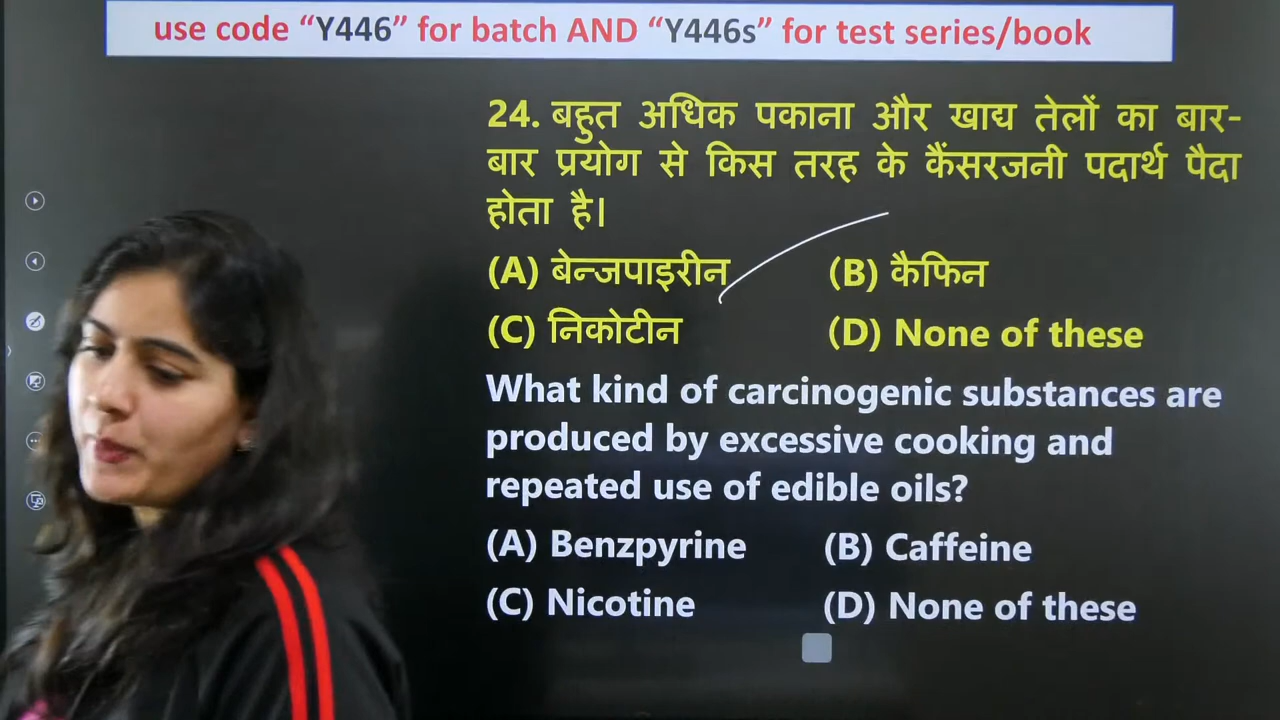 use code “Y446” for batch AND “Y446s” for test series/book
24. बहुत अधिक पकाना और खाद्य तेलों का बार-
बार प्रयोग से किस तरह के कैंसरजनी पदार्थ पैदा
होता है।
(A) बेन्जपाइरीन (B) कैफिन
(C) निकोटीन (D) None of these
What kind of carcinogenic substances are
produced by excessive cooking and
repeated use of edible oils?
(A) Benzpyrine (B) Caffeine
(C) Nicotine (D) None of these